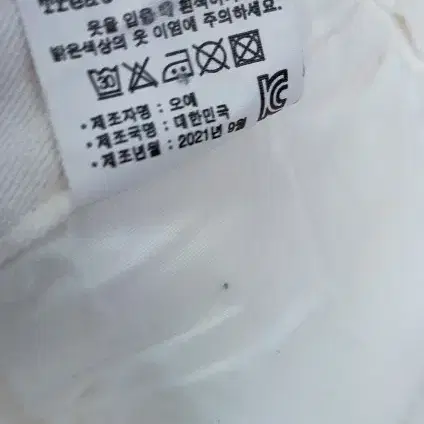 옷을 입을 때 흰색이나
밝은색상의 옷 이염에 주의하세요.
30
• 제조자명 : 오에
• 제조국명 : 대한민국
• 제조년월 : 2021년 9월